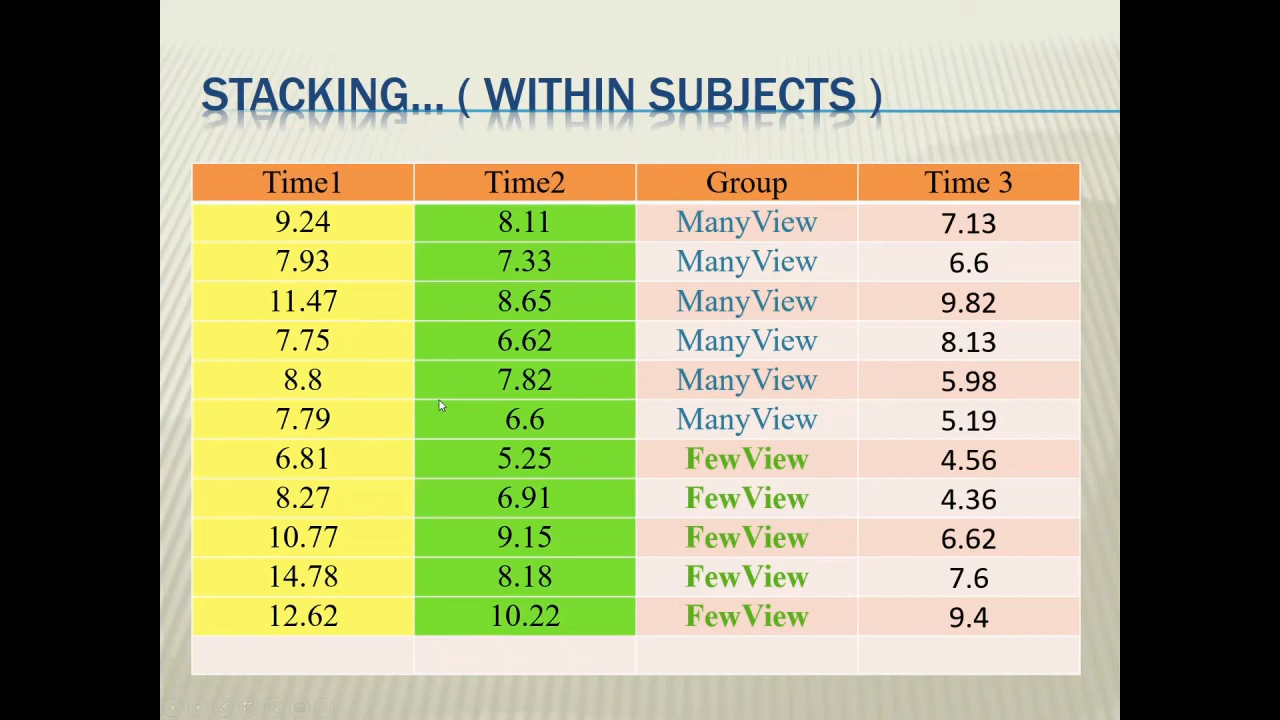 STACKING... ( WITHIN SUBJECTS )
Time1 Time2 Group Time 3
9.24 8.11 ManyView 7.13
7.93 7.33 ManyView 6.6
11.47 8.65 ManyView 9.82
7.75 6.62 ManyView 8.13
8.8 7.82 ManyView 5.98
7.79 6.6 ManyView 5.19
6.81 5.25 FewView 4.56
8.27 6.91 FewView 4.36
10.77 9.15 FewView 6.62
14.78 8.18 FewView 7.6
12.62 10.22 FewView 9.4